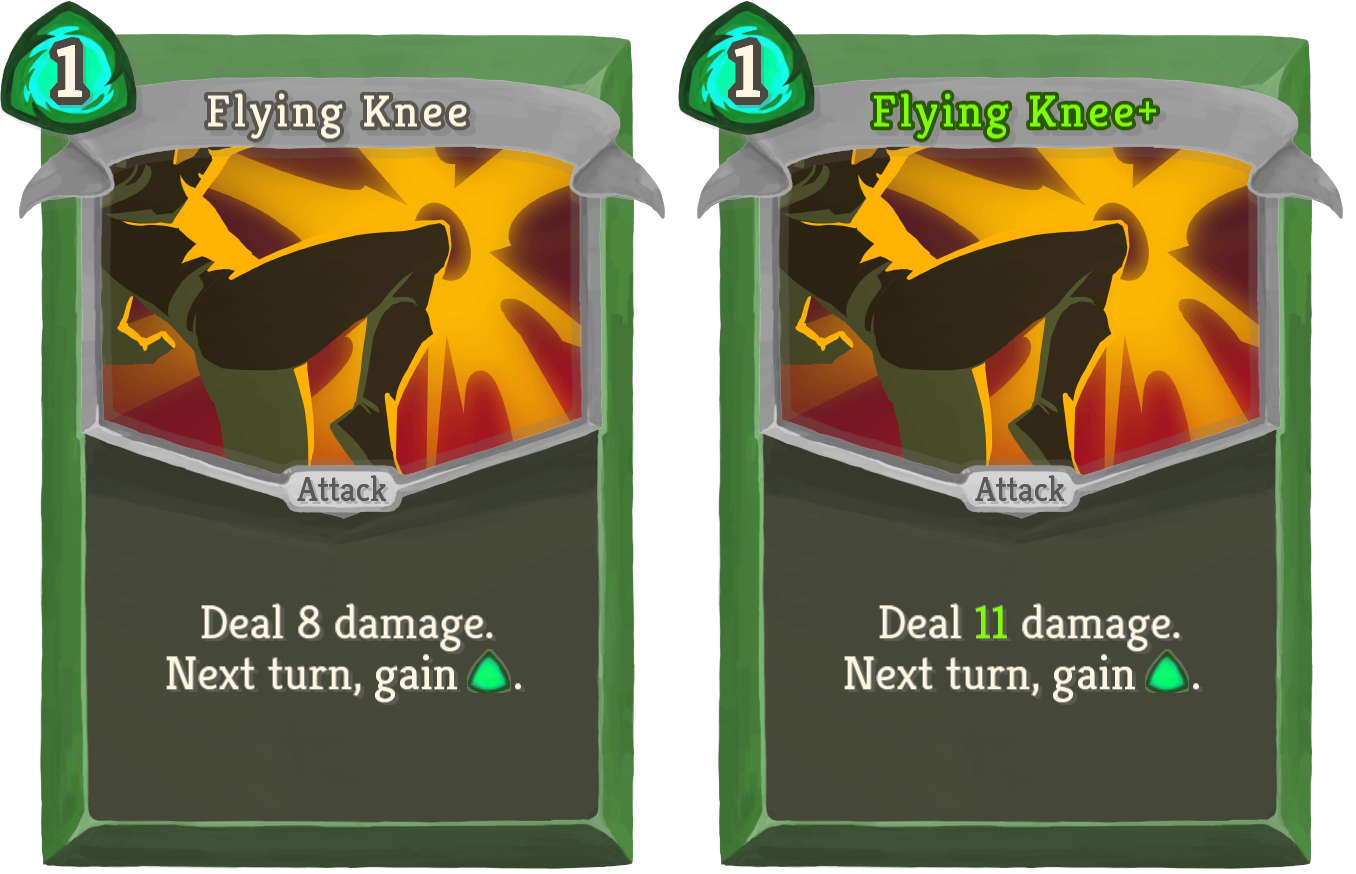 1
Flying Knee
Attack
Deal 8 damage.
Next turn, gain .
1
Flying Knee+
Attack
Deal 11 damage.
Next turn, gain .